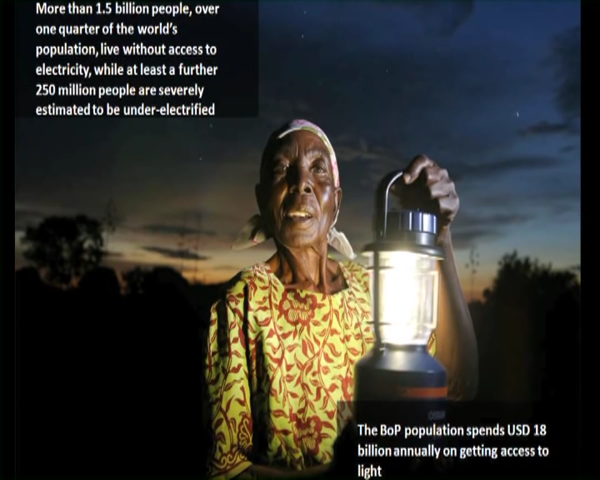 More than 1.5 billion people, over
one quarter of the world's
population, live without access to
electricity, while at least a further
250 million people are severely
estimated to be under-electrified
The BoP population spends USD 18
billion annually on getting access to
light